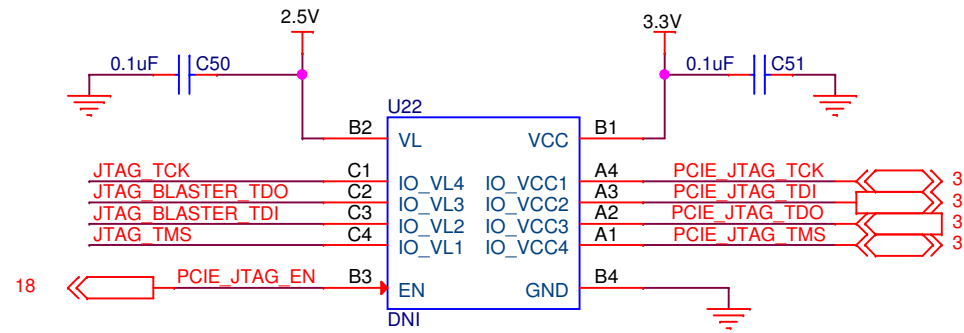 2.5V 3.3V
0.1uF C50 0.1uF C51
U22
B2 VL VCC B1
JTAG_TCK C1 IO_VL4 IO_VCC1 A4 PCIE_JTAG_TCK 3
JTAG_BLASTER_TDO C2 IO_VL3 IO_VCC2 A3 PCIE_JTAG_TDI 3
JTAG_BLASTER_TDI C3 IO_VL2 IO_VCC3 A2 PCIE_JTAG_TDO 3
JTAG_TMS C4 IO_VL1 IO_VCC4 A1 PCIE_JTAG_TMS 3
18 PCIE_JTAG_EN B3 EN GND B4
DNI